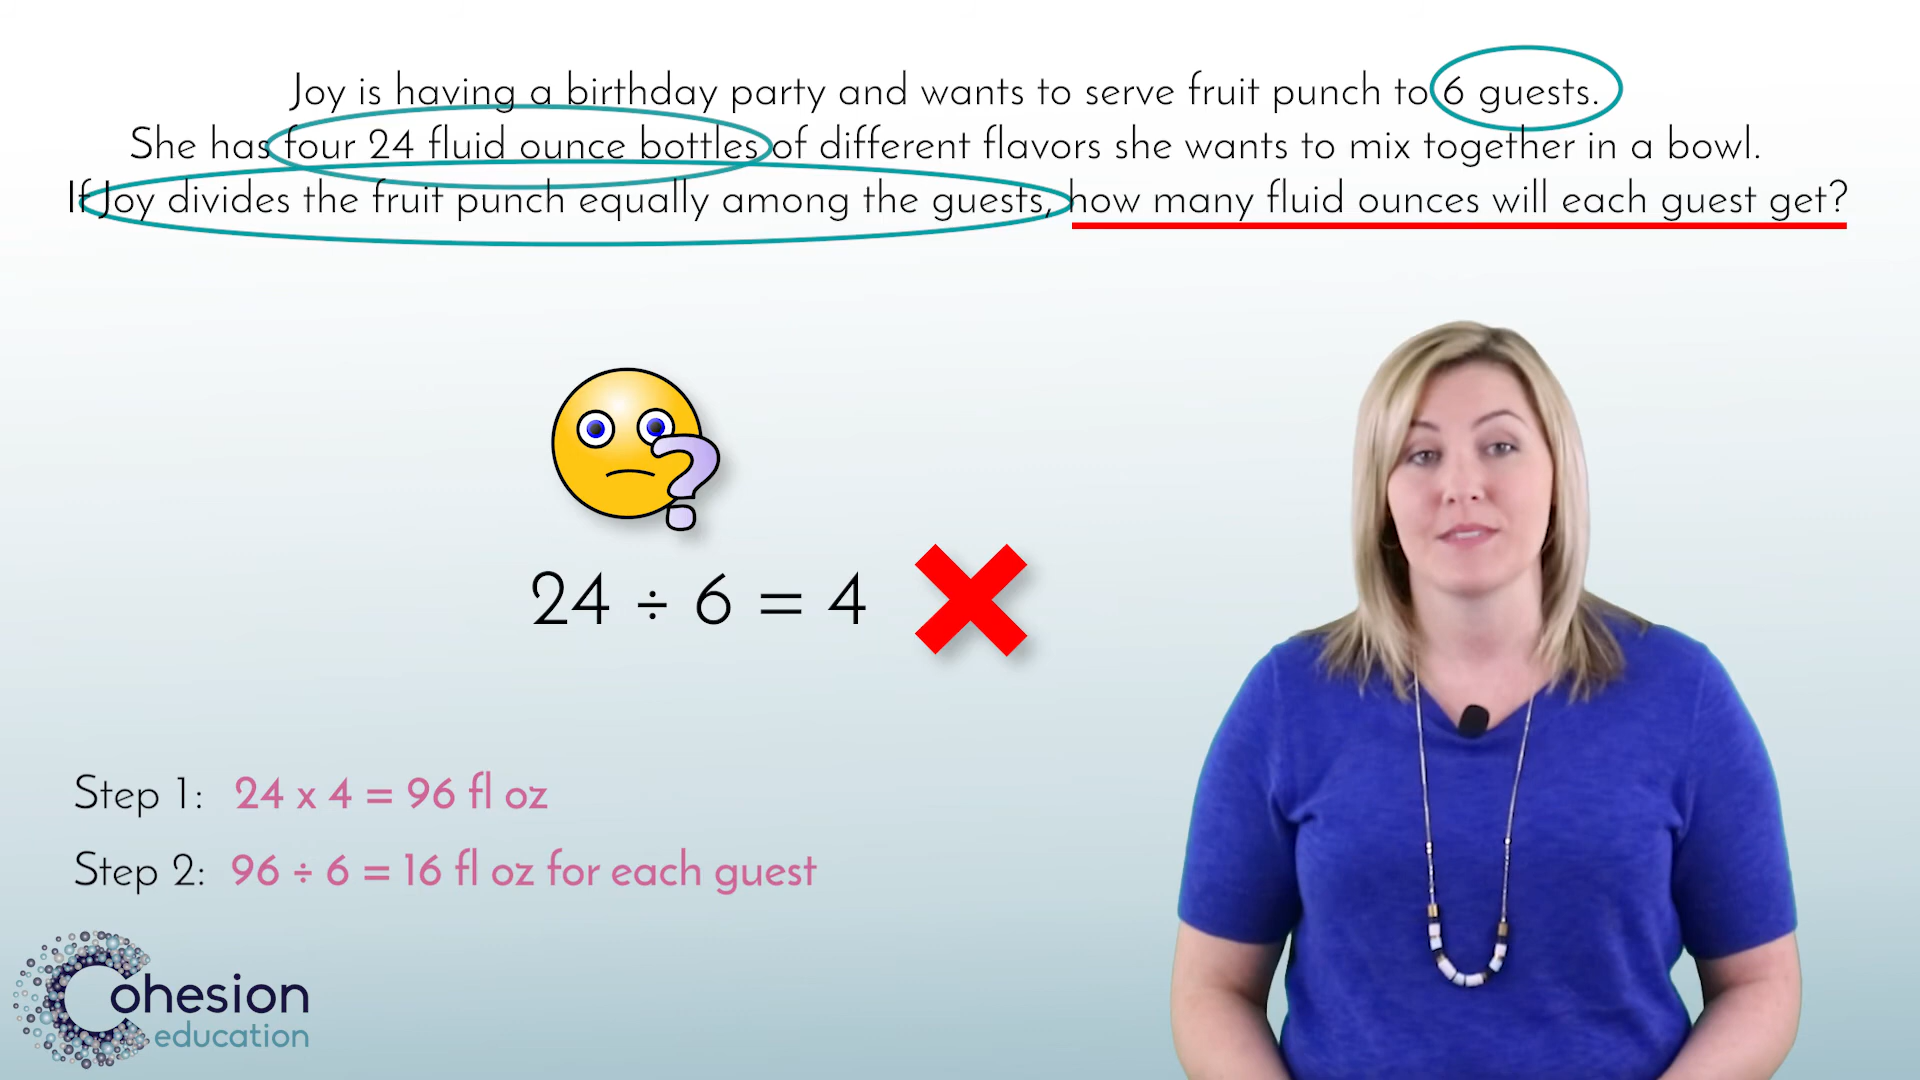 Joy is having a birthday party and wants to serve fruit punch to 6 guests.
She has four 24 fluid ounce bottles of different flavors she wants to mix together in a bowl.
If Joy divides the fruit punch equally among the guests, how many fluid ounces will each guest get?
?
24 ÷ 6 = 4
Step 1: 24 x 4 = 96 fl oz
Step 2: 96 ÷ 6 = 16 fl oz for each guest
Cohesion
education